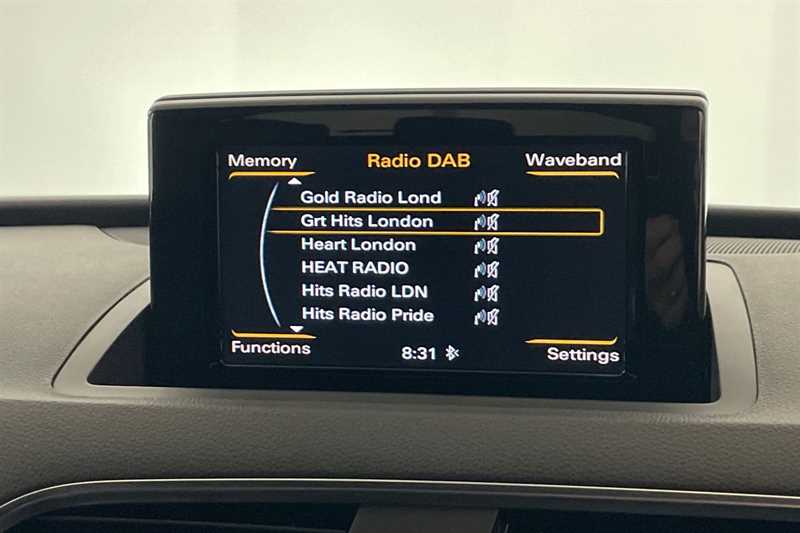 Memory Radio DAB Waveband
Gold Radio Lond
Grt Hits London
Heart London
HEAT RADIO
Hits Radio LDN
Hits Radio Pride
Functions 8:31 Settings